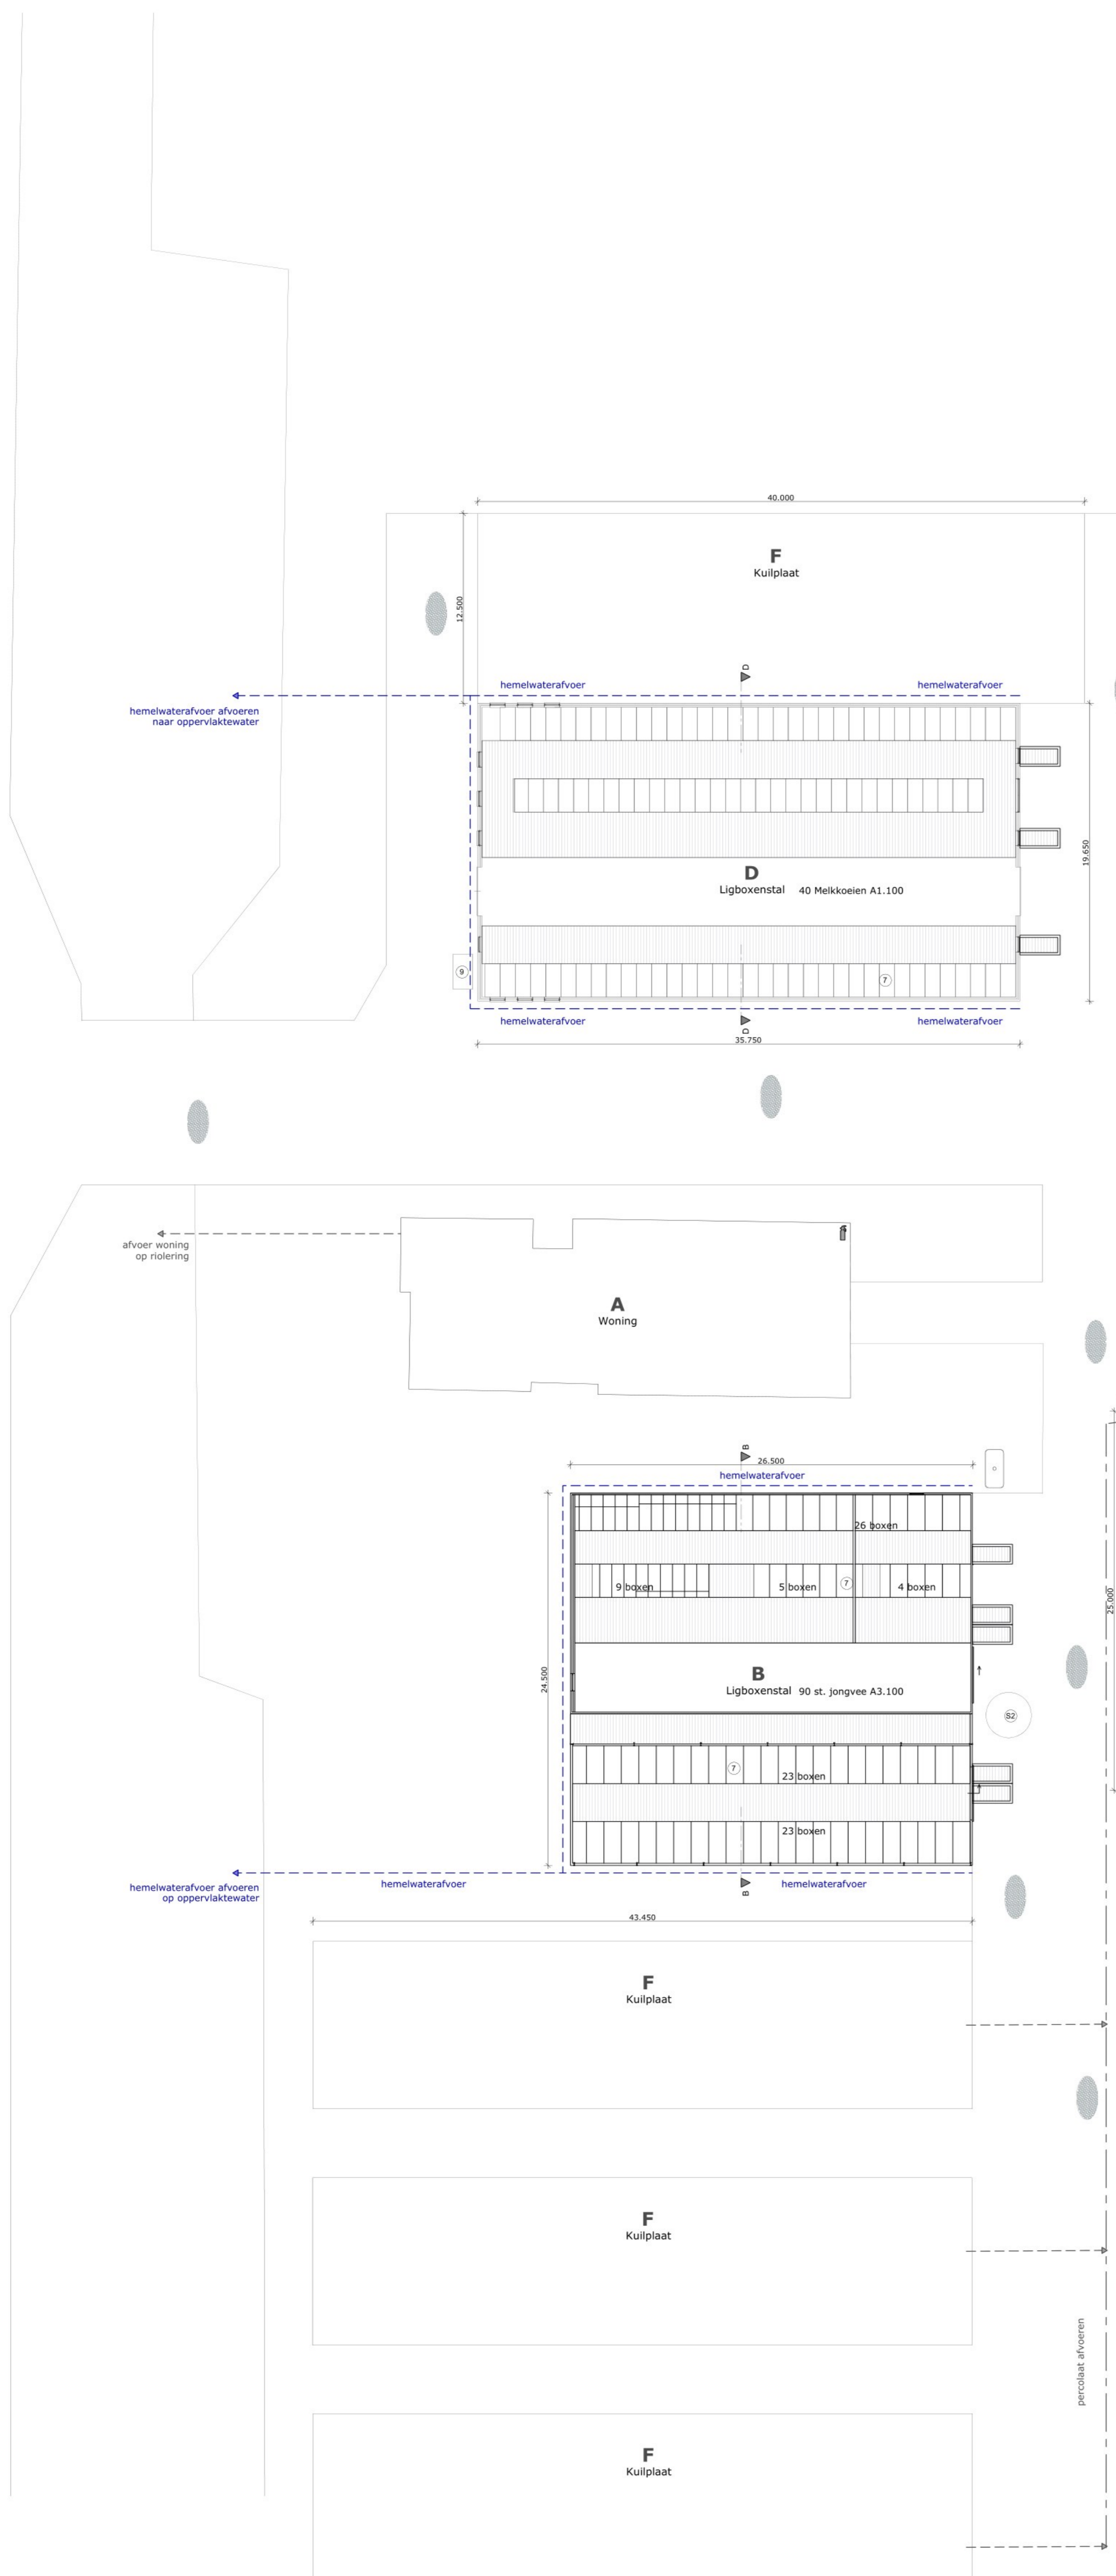 40.000
F
Kuilplaat
12.500
D
hemelwaterafvoer
hemelwaterafvoer
hemelwaterafvoer afvoeren
naar oppervlaktewater
19.650
D
Ligboxenstal 40 Melkkoeien A1.100
9
7
hemelwaterafvoer
hemelwaterafvoer
D
35.750
afvoer woning
op riolering
A
Woning
B
26.500
hemelwaterafvoer
26 boxen
9 boxen
5 boxen
7
4 boxen
25.000
24.500
B
Ligboxenstal 90 st. jongvee A3.100
S2
7
23 boxen
23 boxen
hemelwaterafvoer afvoeren
op oppervlaktewater
hemelwaterafvoer
hemelwaterafvoer
B
43.450
F
Kuilplaat
F
Kuilplaat
percolaat afvoeren
F
Kuilplaat